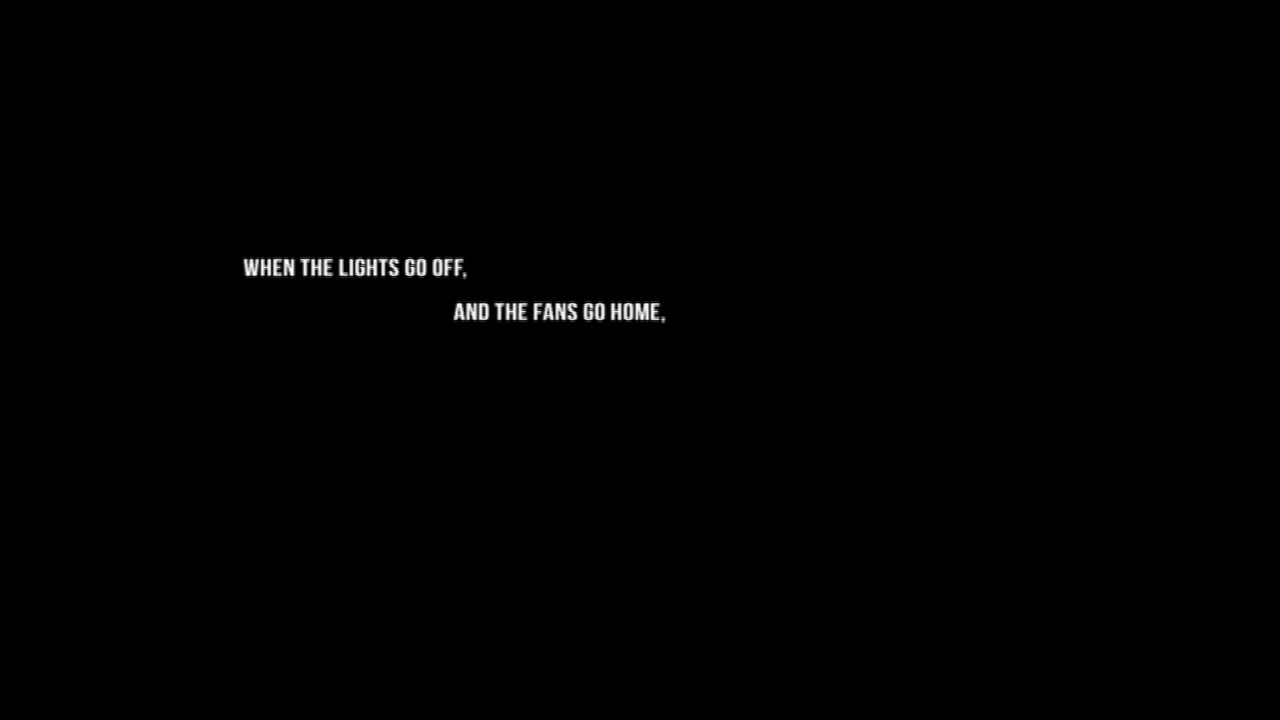 WHEN THE LIGHTS GO OFF,
AND THE FANS GO HOME,